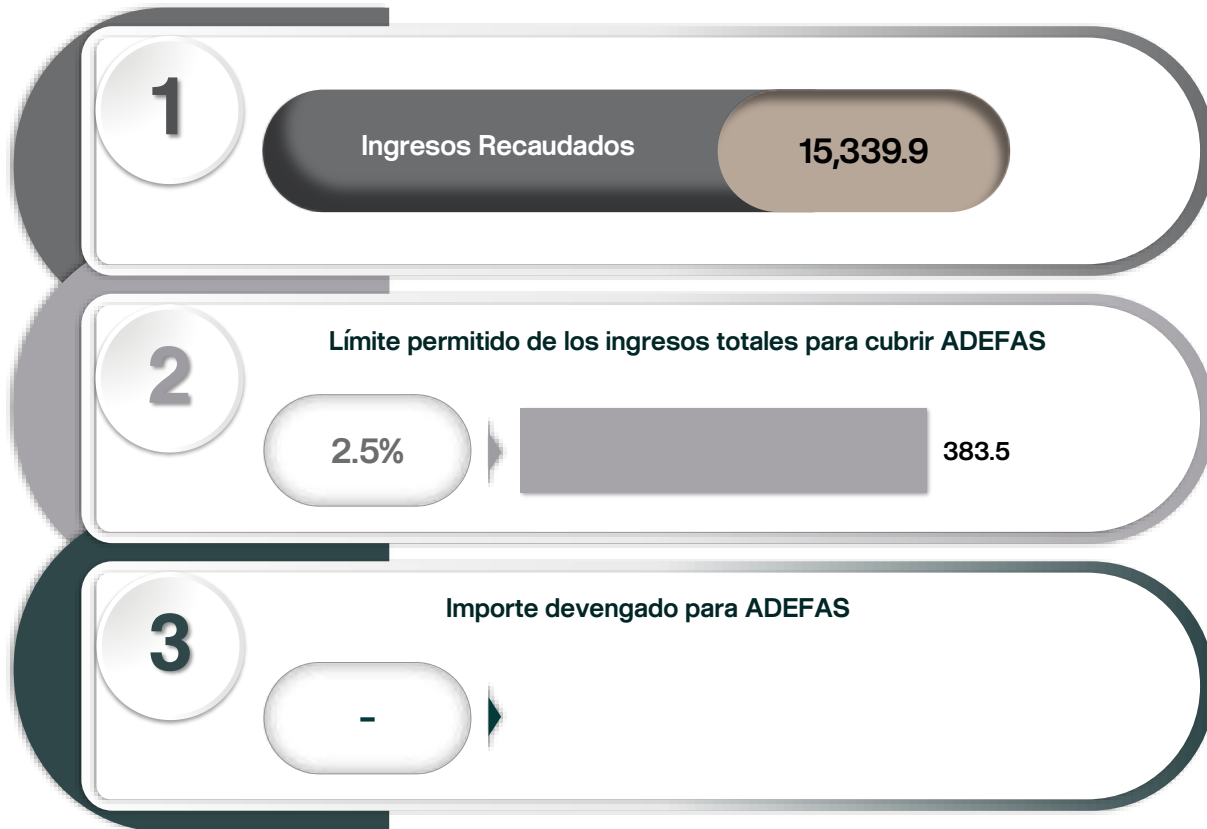 1
Ingresos Recaudados
15,339.9
2
Límite permitido de los ingresos totales para cubrir ADEFAS
2.5%
383.5
3
Importe devengado para ADEFAS
-